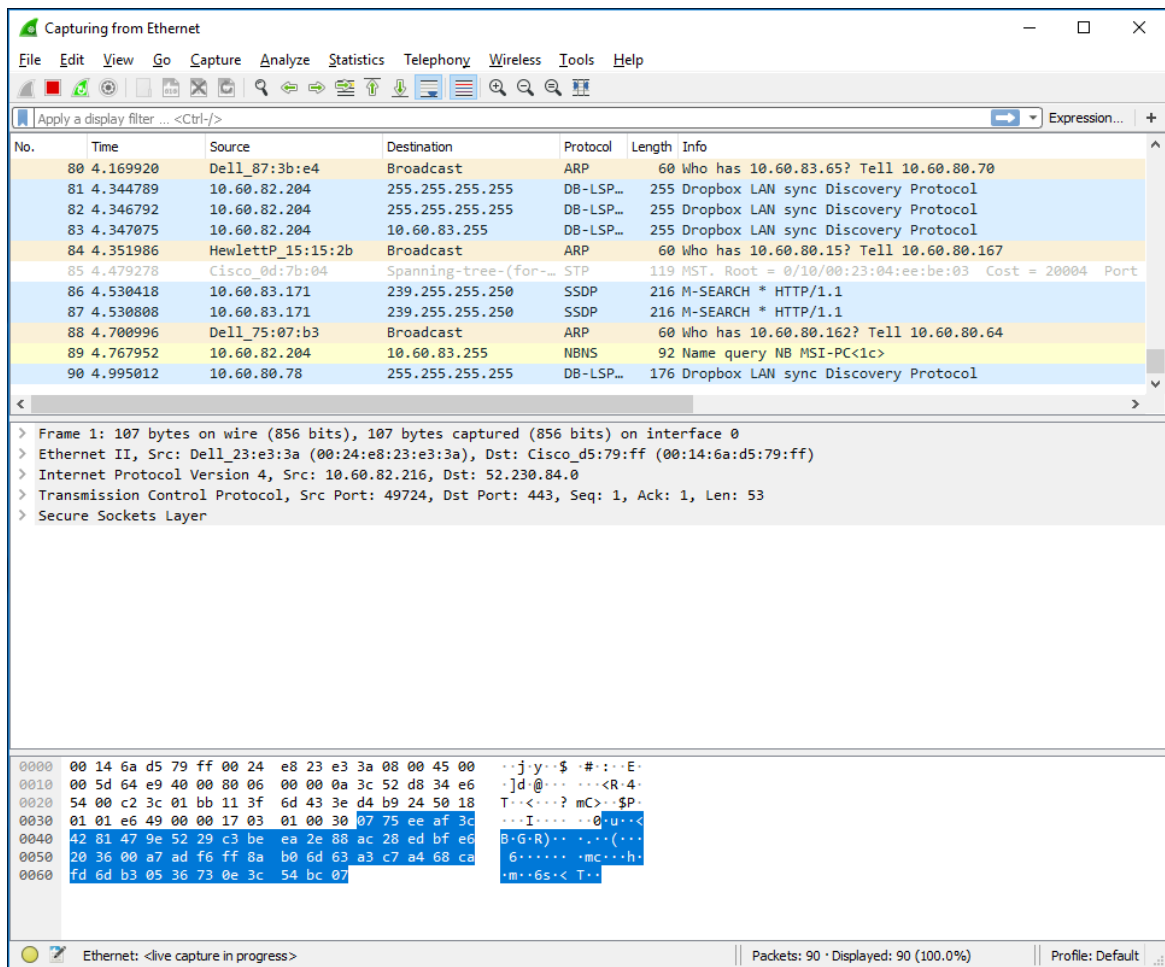 Capturing from Ethernet
File Edit View Go Capture Analyze Statistics Telephony Wireless Tools Help
Apply a display filter ... <Ctrl-/> Expression... +
No. Time Source Destination Protocol Length Info
80 4.169920 Dell_87:3b:e4 Broadcast ARP 60 Who has 10.60.83.65? Tell 10.60.80.70
81 4.344789 10.60.82.204 255.255.255.255 DB-LSP… 255 Dropbox LAN sync Discovery Protocol
82 4.346792 10.60.82.204 255.255.255.255 DB-LSP… 255 Dropbox LAN sync Discovery Protocol
83 4.347075 10.60.82.204 10.60.83.255 DB-LSP… 255 Dropbox LAN sync Discovery Protocol
84 4.351986 HewlettP_15:15:2b Broadcast ARP 60 Who has 10.60.80.15? Tell 10.60.80.167
85 4.479278 Cisco_0d:7b:04 Spanning-tree-(for-… STP 119 MST. Root = 0/10/00:23:04:ee:be:03 Cost = 20004 Port
86 4.530418 10.60.83.171 239.255.255.250 SSDP 216 M-SEARCH * HTTP/1.1
87 4.530808 10.60.83.171 239.255.255.250 SSDP 216 M-SEARCH * HTTP/1.1
88 4.700996 Dell_75:07:b3 Broadcast ARP 60 Who has 10.60.80.162? Tell 10.60.80.64
89 4.767952 10.60.82.204 10.60.83.255 NBNS 92 Name query NB MSI-PC<1c>
90 4.995012 10.60.80.78 255.255.255.255 DB-LSP… 176 Dropbox LAN sync Discovery Protocol
> Frame 1: 107 bytes on wire (856 bits), 107 bytes captured (856 bits) on interface 0
> Ethernet II, Src: Dell_23:e3:3a (00:24:e8:23:e3:3a), Dst: Cisco_d5:79:ff (00:14:6a:d5:79:ff)
> Internet Protocol Version 4, Src: 10.60.82.216, Dst: 52.230.84.0
> Transmission Control Protocol, Src Port: 49724, Dst Port: 443, Seq: 1, Ack: 1, Len: 53
> Secure Sockets Layer
0000 00 14 6a d5 79 ff 00 24 e8 23 e3 3a 08 00 45 00 ··j·y··$ ·#·:··E·
0010 00 5d 64 e9 40 00 80 06 00 00 0a 3c 52 d8 34 e6 ·]d·@··· ···<R·4·
0020 54 00 c2 3c 01 bb 11 3f 6d 43 3e d4 b9 24 50 18 T··<···? mC>··$P·
0030 01 01 e6 49 00 00 17 03 01 00 30 07 75 ee af 3c ···I···· ··0·u··<
0040 42 81 47 9e 52 29 c3 be ea 2e 88 ac 28 ed bf e6 B·G·R)·· ·.··(···
0050 20 36 00 a7 ad f6 ff 8a b0 6d 63 a3 c7 a4 68 ca 6······ ·mc···h·
0060 fd 6d b3 05 36 73 0e 3c 54 bc 07 ·m··6s·< T··
Ethernet: <live capture in progress> Packets: 90 · Displayed: 90 (100.0%) Profile: Default